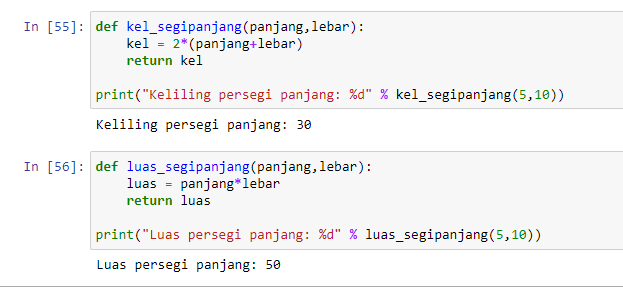 In [55]: def kel_segipanjang(panjang,lebar):
    kel = 2*(panjang+lebar)
    return kel

print("Keliling persegi panjang: %d" % kel_segipanjang(5,10))
Keliling persegi panjang: 30
In [56]: def luas_segipanjang(panjang,lebar):
    luas = panjang*lebar
    return luas

print("Luas persegi panjang: %d" % luas_segipanjang(5,10))
Luas persegi panjang: 50